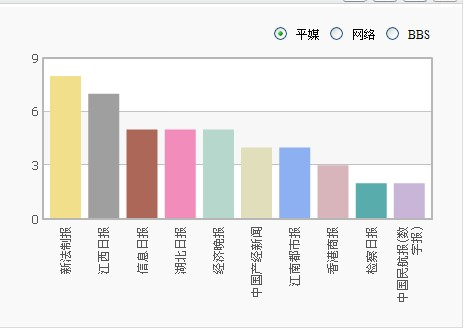 平媒 网络 BBS
9
6
3
0
新法制报
江西日报
信息日报
湖北日报
经济晚报
中国产经新闻
江南都市报
香港商报
检察日报
中国民航报(数
字报)